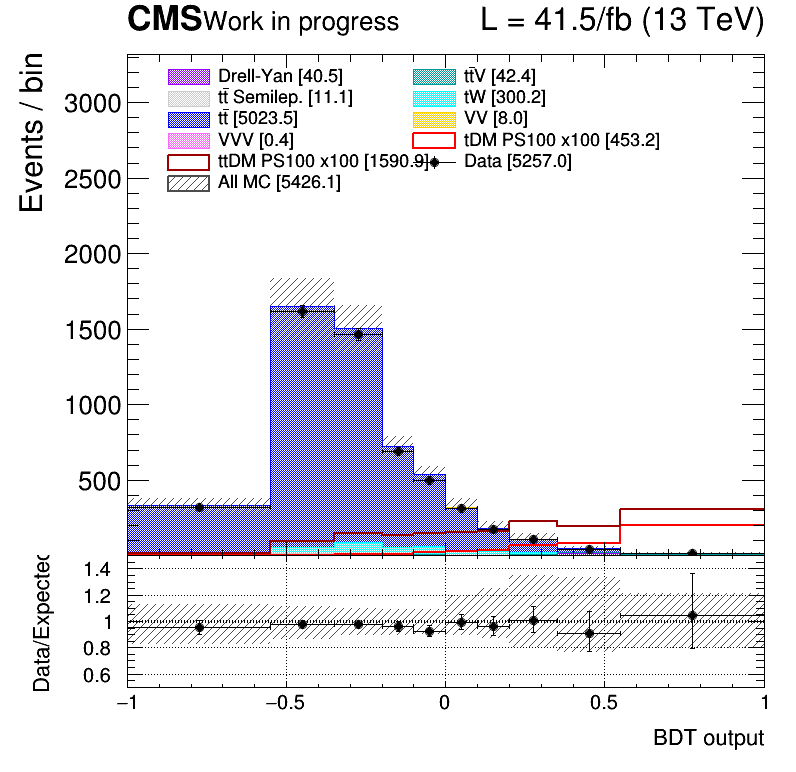 CMS Work in progress L = 41.5/fb (13 TeV)
Events / bin
Drell-Yan [40.5] tt̄V [42.4]
tt̄ Semilep. [11.1] tW [300.2]
tt̄ [5023.5] VV [8.0]
VVV [0.4] tDM PS100 x100 [453.2]
ttDM PS100 x100 [1590.9] Data [5257.0]
All MC [5426.1]
3000
2500
2000
1500
1000
500
Data/Expected
1.4
1.2
1
0.8
0.6
−1 −0.5 0 0.5 1
BDT output